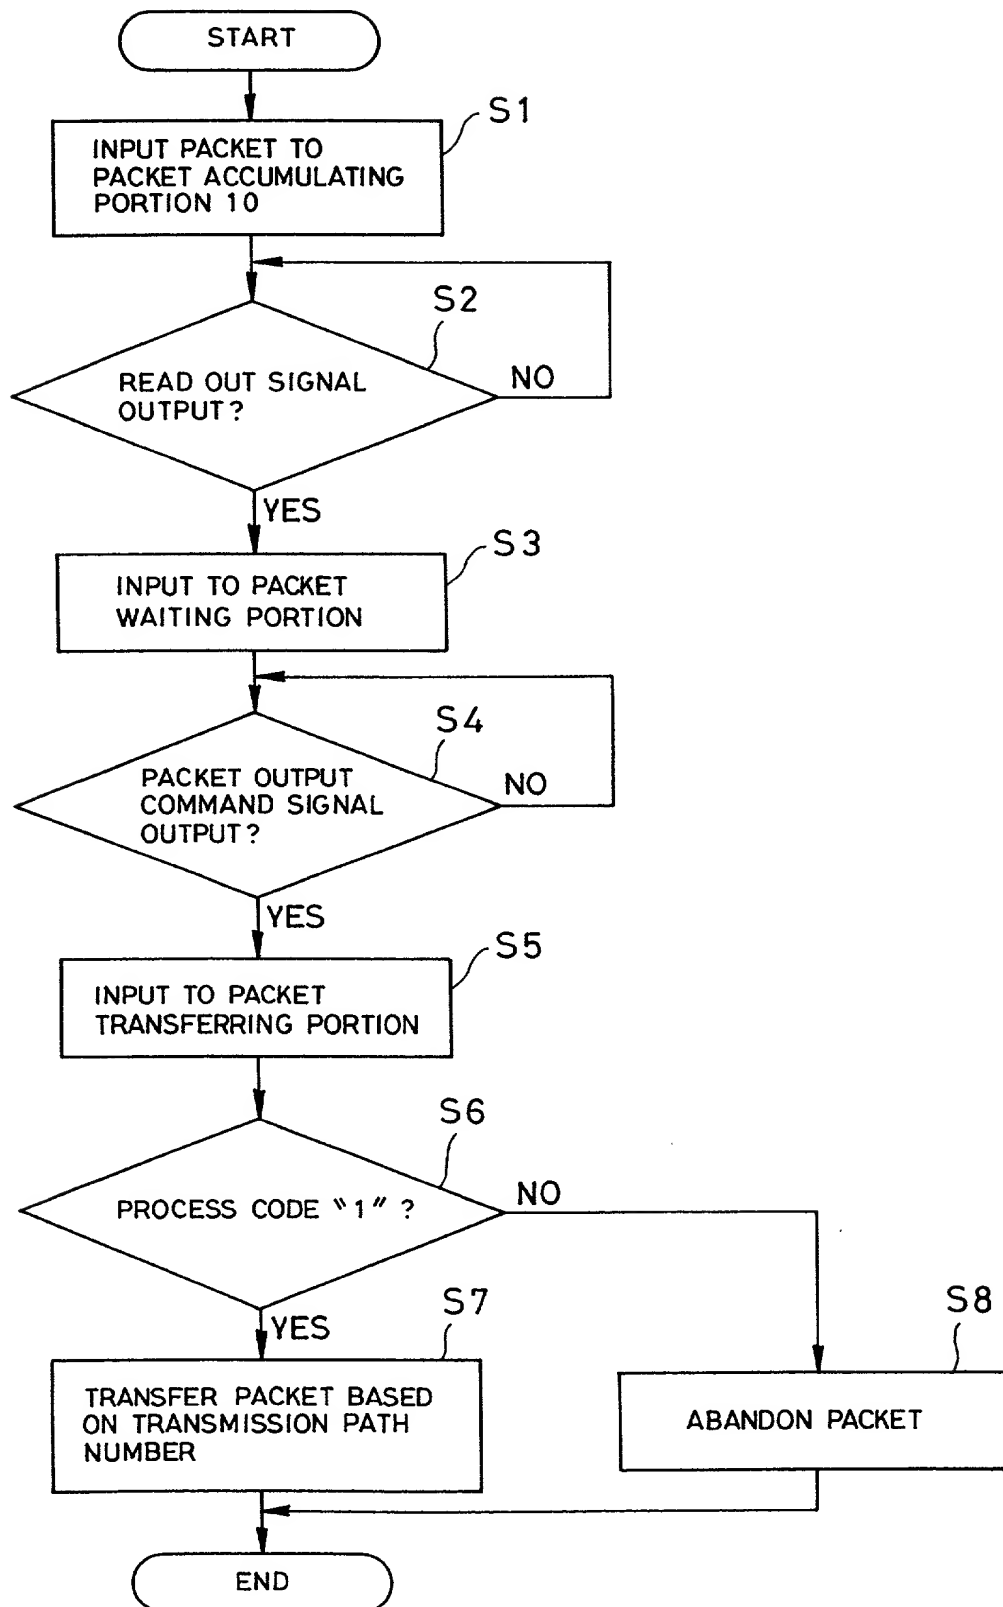 START
S1
INPUT PACKET TO
PACKET ACCUMULATING
PORTION 10
S2
READ OUT SIGNAL
OUTPUT?
NO
YES
S3
INPUT TO PACKET
WAITING PORTION
S4
PACKET OUTPUT
COMMAND SIGNAL
OUTPUT?
NO
YES
S5
INPUT TO PACKET
TRANSFERRING PORTION
S6
PROCESS CODE "1" ?
NO
YES
S7
TRANSFER PACKET BASED
ON TRANSMISSION PATH
NUMBER
S8
ABANDON PACKET
END